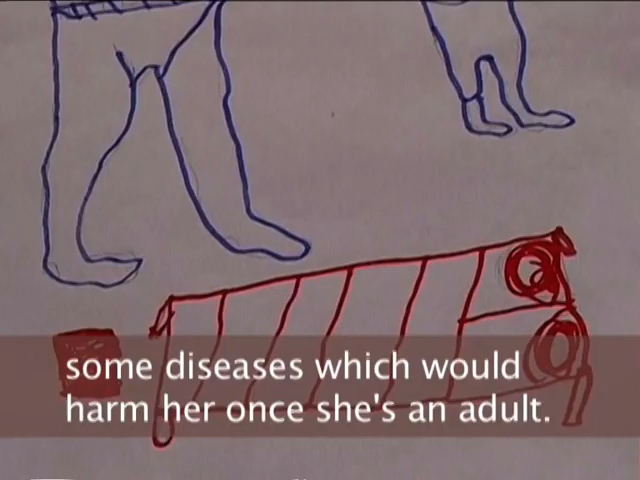 some diseases which would
harm her once she's an adult.